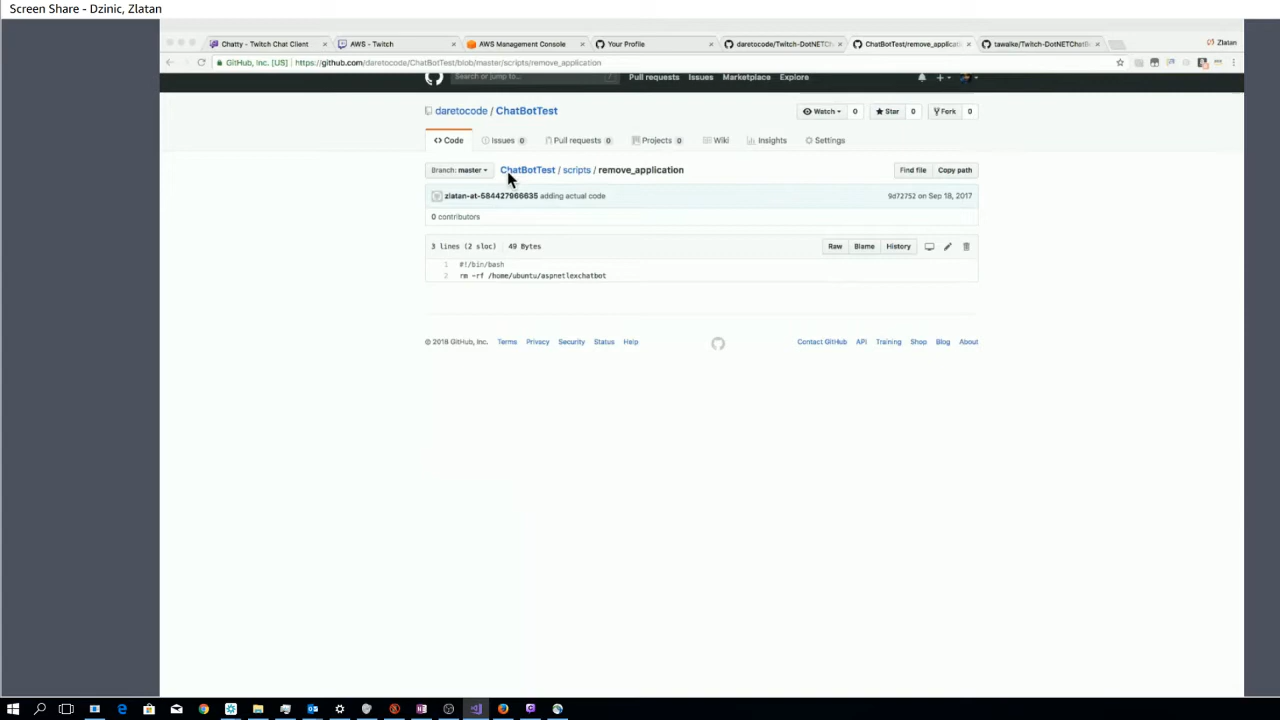 Screen Share - Dzinic, Zlatan
Chatty - Twitch Chat Client
AWS - Twitch
AWS Management Console
Your Profile
daretocode/Twitch-DotNETCh
ChatBotTest/remove_applicati
tawalke/Twitch-DotNETChatB
Zlatan
GitHub, Inc. [US]
https://github.com/daretocode/ChatBotTest/blob/master/scripts/remove_application
Search or jump to...
Pull requests Issues Marketplace Explore
daretocode / ChatBotTest
Watch 0 Star 0 Fork 0
Code Issues 0 Pull requests 0 Projects 0 Wiki Insights Settings
Branch: master
ChatBotTest / scripts / remove_application
Find file Copy path
zlatan-at-584427966635 adding actual code
9d72752 on Sep 18, 2017
0 contributors
3 lines (2 sloc) 49 Bytes
Raw Blame History
1 #!/bin/bash
2 rm -rf /home/ubuntu/aspnetlexchatbot
© 2018 GitHub, Inc. Terms Privacy Security Status Help
Contact GitHub API Training Shop Blog About